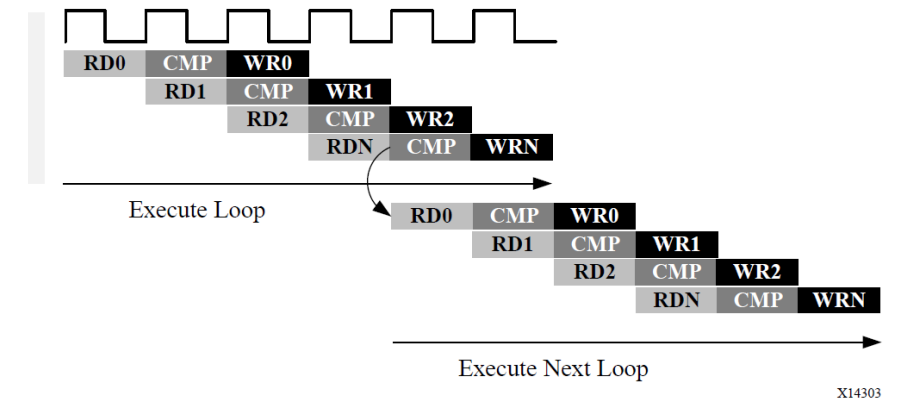 RD0 CMP WR0
RD1 CMP WR1
RD2 CMP WR2
RDN CMP WRN
Execute Loop
RD0 CMP WR0
RD1 CMP WR1
RD2 CMP WR2
RDN CMP WRN
Execute Next Loop
X14303